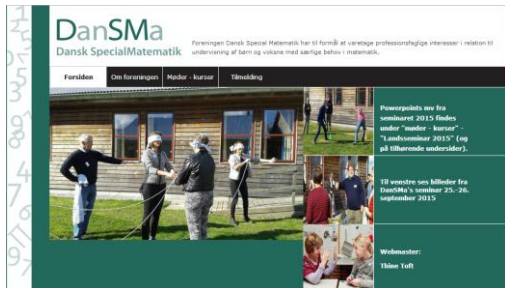 DanSMa
Dansk SpecialMatematik
Foreningen Dansk Special Matematik har til formål at varetage professionsfaglige interesser i relation til
undervisning af børn og voksne med særlige behov i matematik.
Forsiden
Om foreningen
Møder - kurser
Tilmelding
Powerpoints mv fra
seminaret 2015 findes
under "møder - kurser" -
"Landsseminar 2015" (og
på tilhørende undersider).
Til venstre ses billeder fra
DanSMa's seminar 25.-26.
september 2015
Webmaster:
Thine Toft